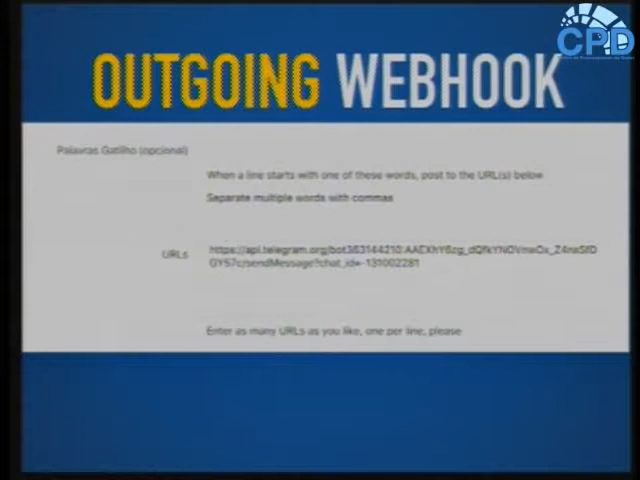 CPD
OUTGOING WEBHOOK
Palavras Gatilho (opcional)
When a line starts with one of these words, post to the URL(s) below
Separate multiple words with commas
URLs
Enter as many URLs as you like, one per line, please